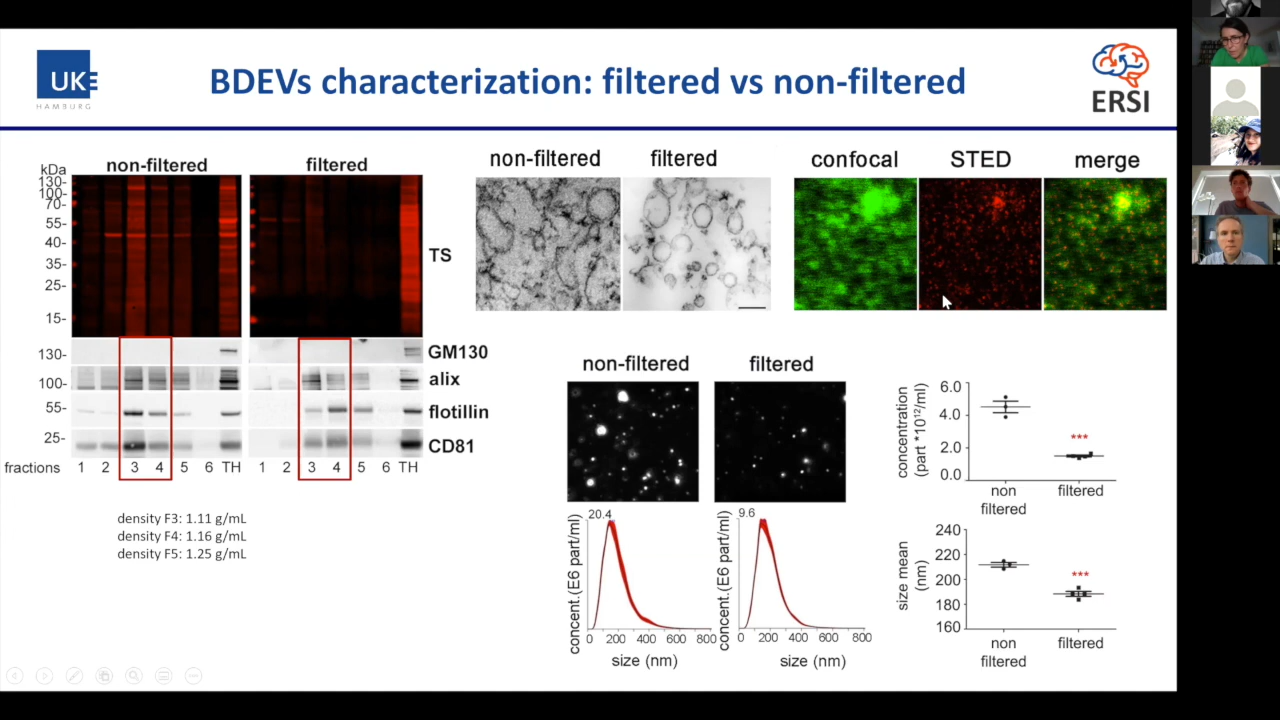 UKE
HAMBURG
BDEVs characterization: filtered vs non-filtered
ERSI
kDa
non-filtered
filtered
130-
100-
70-
55-
40-
35-
25-
15-
TS
130-
GM130
100-
alix
55-
flotillin
25-
CD81
fractions 1 2 3 4 5 6 TH 1 2 3 4 5 6 TH
density F3: 1.11 g/mL
density F4: 1.16 g/mL
density F5: 1.25 g/mL
non-filtered filtered
confocal STED merge
non-filtered filtered
20.4
conc­ent.(E6 part/ml)
0 200 400 600 800
size (nm)
9.6
concent.(E6 part/ml)
0 200 400 600 800
size (nm)
concentration
(part *10¹²/ml)
6.0
4.0
2.0
0.0
***
non
filtered
filtered
size mean
(nm)
240
220
200
180
160
***
non
filtered
filtered